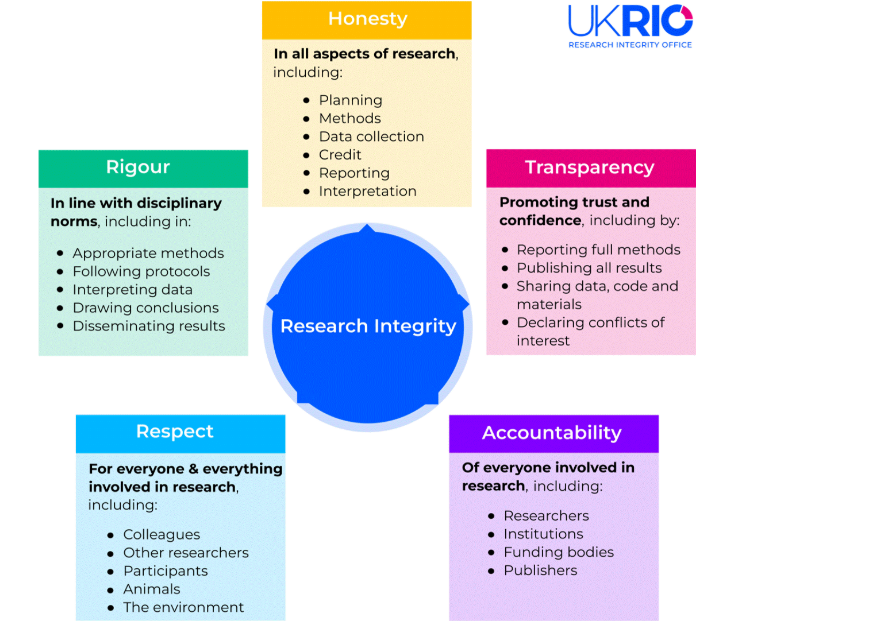 Honesty
In all aspects of research,
including:
• Planning
• Methods
• Data collection
• Credit
• Reporting
• Interpretation
UKRIO
RESEARCH INTEGRITY OFFICE
Rigour
In line with disciplinary
norms, including in:
• Appropriate methods
• Following protocols
• Interpreting data
• Drawing conclusions
• Disseminating results
Transparency
Promoting trust and
confidence, including by:
• Reporting full methods
• Publishing all results
• Sharing data, code and
materials
• Declaring conflicts of
interest
Research Integrity
Respect
For everyone & everything
involved in research,
including:
• Colleagues
• Other researchers
• Participants
• Animals
• The environment
Accountability
Of everyone involved in
research, including:
• Researchers
• Institutions
• Funding bodies
• Publishers